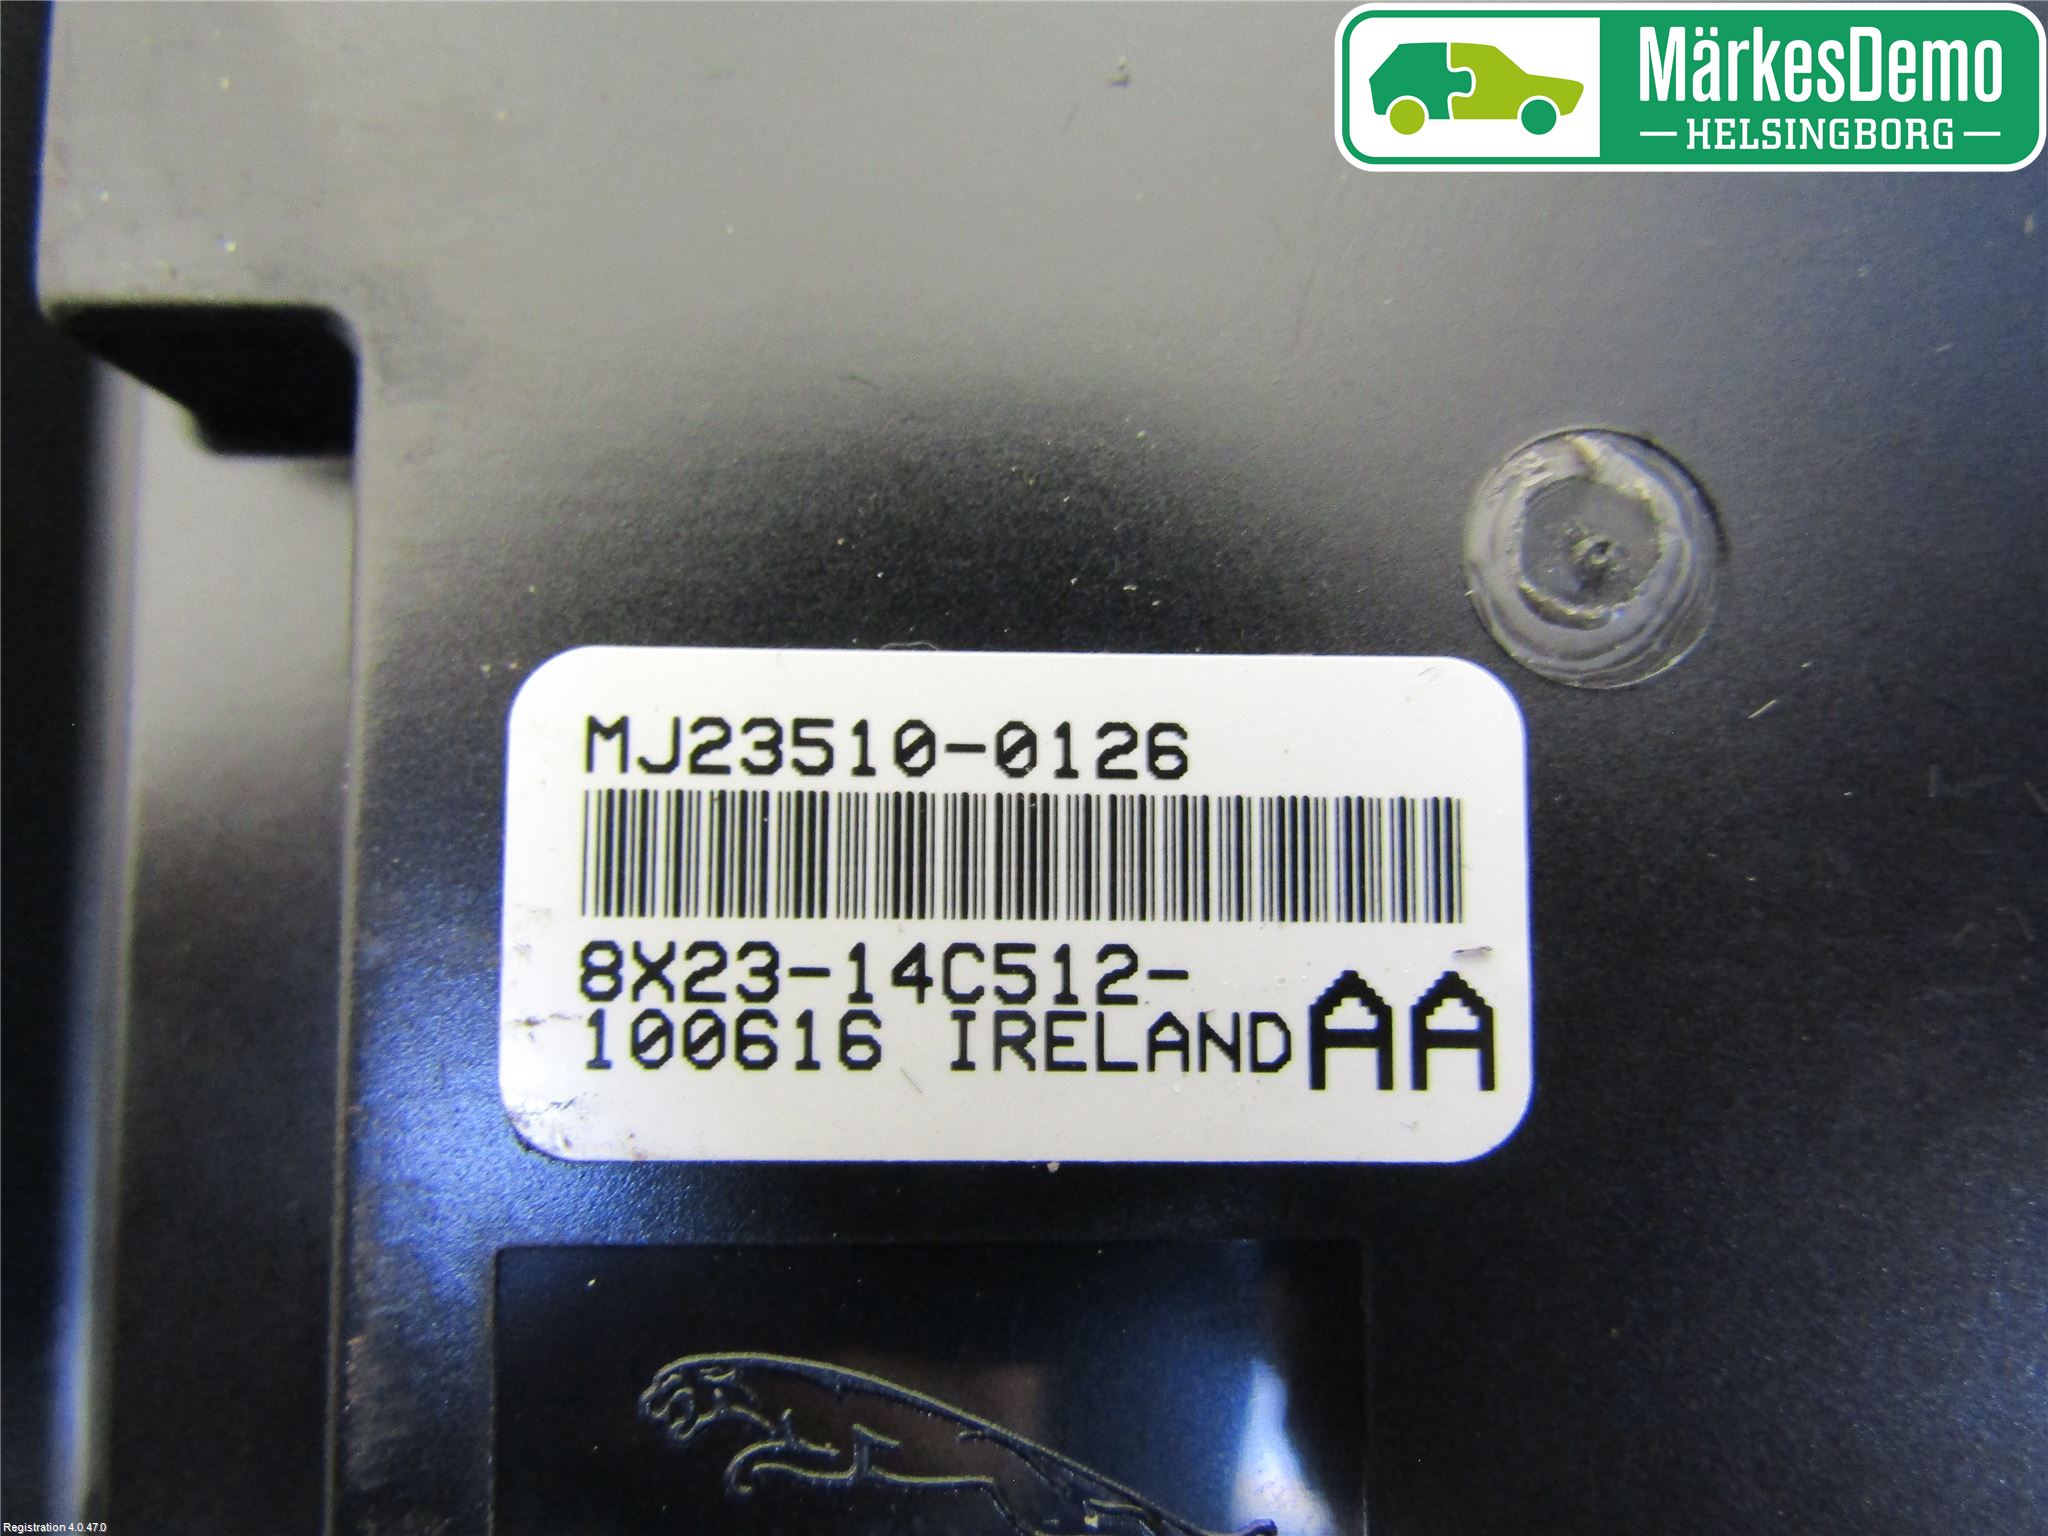 MärkesDemo
HELSINGBORG
MJ23510-0126
8X23-14C512-
100616 IRELAND AA
Registration 4.0.47.0